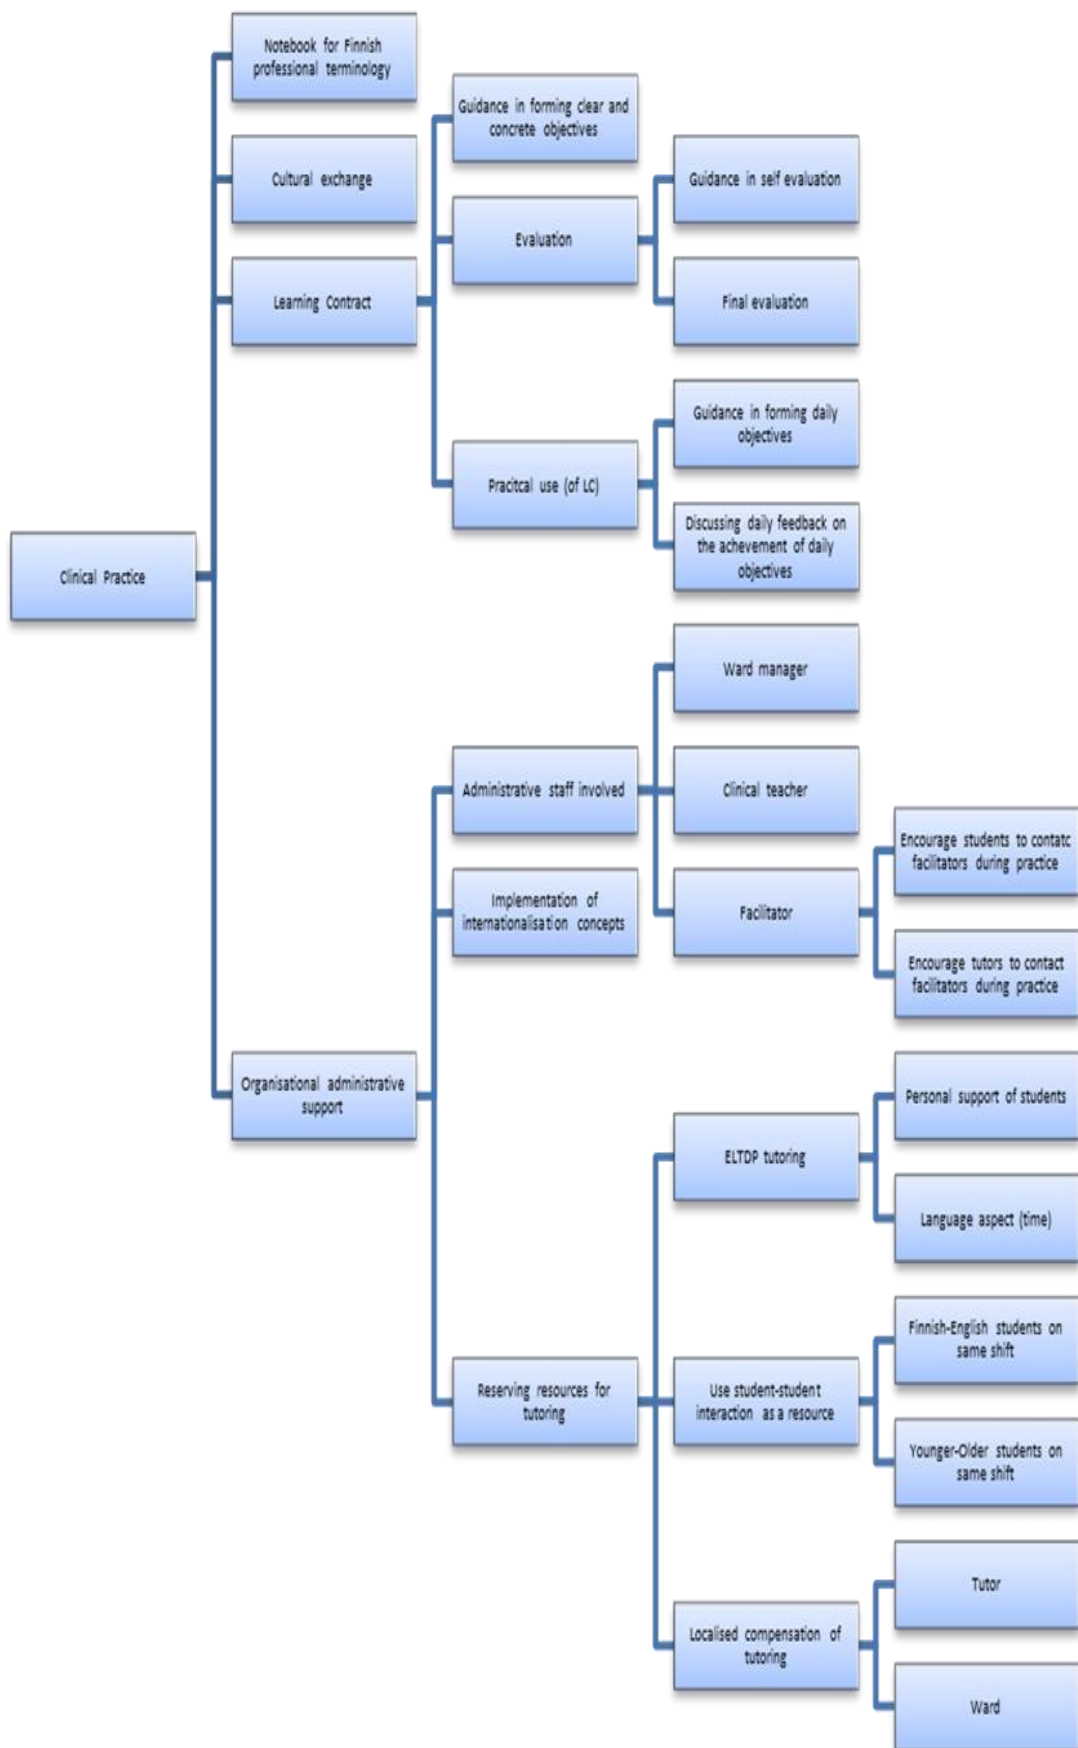 Notebook for Finnish
professional terminology
Cultural exchange
Learning Contract
Guidance in forming clear and
concrete objectives
Evaluation
Guidance in self evaluation
Final evaluation
Pracitcal use (of LC)
Guidance in forming daily
objectives
Discussing daily feedback on
the achevement of daily
objectives
Clinical Practice
Organisational administrative
support
Administrative staff involved
Ward manager
Clinical teacher
Facilitator
Encourage students to contatc
facilitators during practice
Encourage tutors to contact
facilitators during practice
Implementation of
internationalisation concepts
Reserving resources for
tutoring
ELTDP tutoring
Personal support of students
Language aspect (time)
Use student-student
interaction as a resource
Finnish-English students on
same shift
Younger-Older students on
same shift
Localised compensation of
tutoring
Tutor
Ward